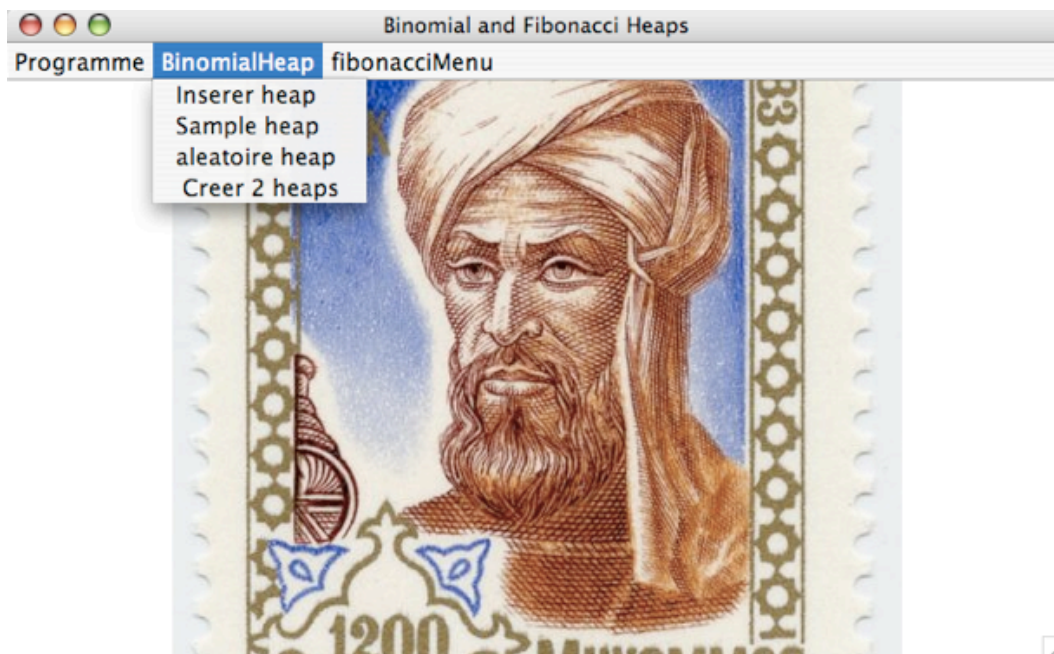 Binomial and Fibonacci Heaps
Programme BinomialHeap fibonacciMenu
Inserer heap
Sample heap
aleatoire heap
Creer 2 heaps
1200